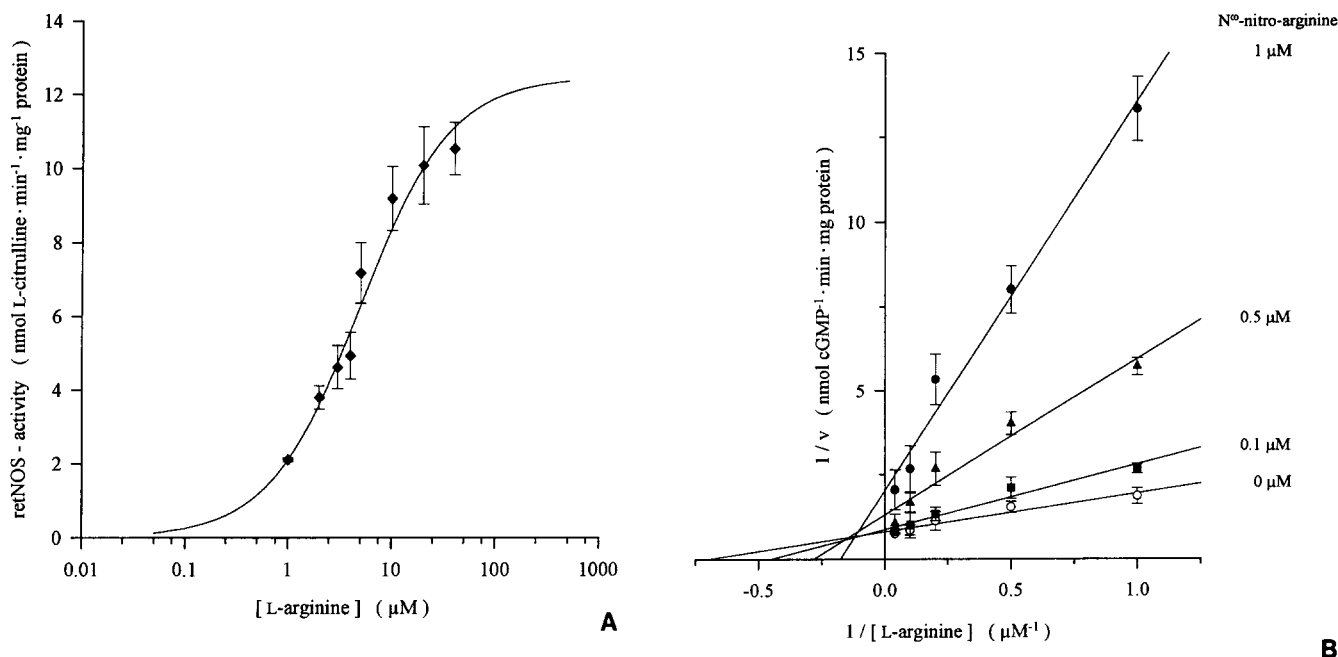 14
12
10
8
6
4
2
0
retNOS - activity ( nmol L-citrulline · min⁻¹ · mg⁻¹ protein )
0.01
0.1
1
10
100
1000
[ L-arginine ] ( μM )
A
N^ω-nitro-arginine
1 μM
15
10
5
1 / v ( nmol cGMP⁻¹ · min · mg protein )
0.5 μM
0.1 μM
0 μM
-0.5
0.0
0.5
1.0
1 / [ L-arginine ] ( μM⁻¹ )
B